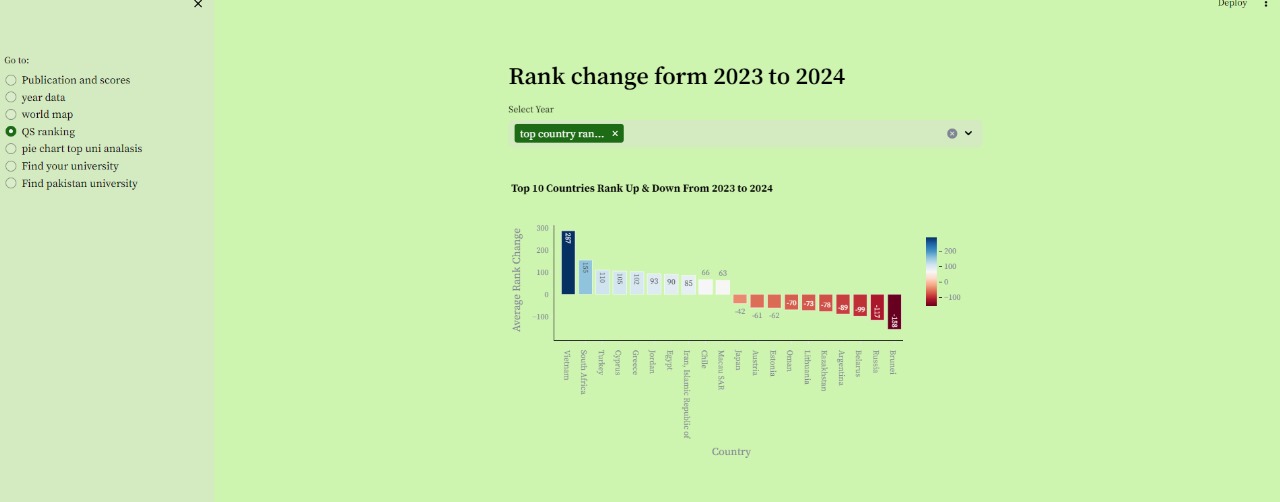 Deploy
Go to:
Publication and scores
year data
world map
QS ranking
pie chart top uni analasis
Find your university
Find pakistan university
Rank change form 2023 to 2024
Select Year
top country ran...
Top 10 Countries Rank Up & Down From 2023 to 2024
Average Rank Change
300
200
100
0
−100
287
155
110
105
102
93
90
85
66
63
-42
-61
-62
-70
-73
-78
-89
-99
-117
-158
Vietnam
South Africa
Turkey
Cyprus
Greece
Jordan
Egypt
Iran, Islamic Republic of
Chile
Macau SAR
Japan
Austria
Estonia
Oman
Lithuania
Kazakhstan
Argentina
Belarus
Russia
Brunei
Country
200
100
0
−100